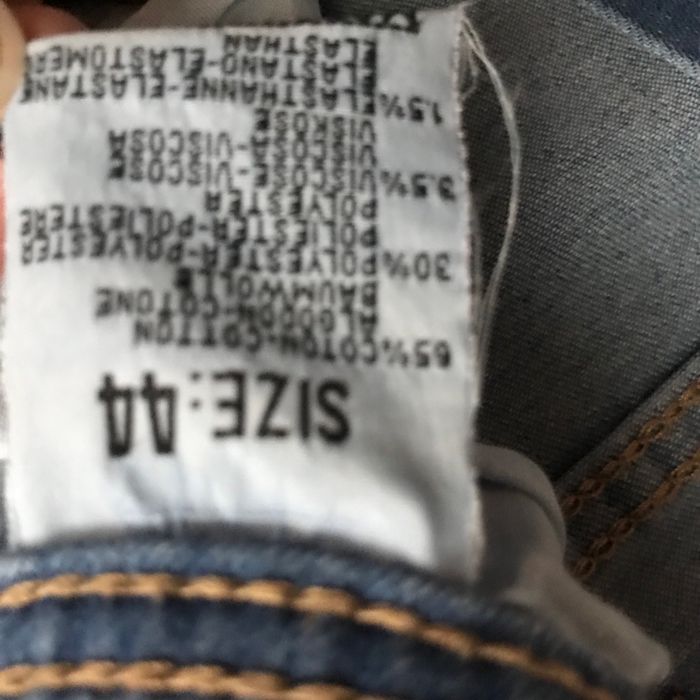 SIZE:44
65%COTON-COTTON
ALGODON-COTONE
BAUMWOLLE
30%POLYESTER-POLYESTER
POLIESTER-POLIESTERE
POLYESTER
3.5%VISCOSE-VISCOSE
VISCOSA-VISCOSA
VISKOSE
1.5%ELASTHANNE-ELASTANE
ELASTANO-ELASTOMERE
ELASTHAN